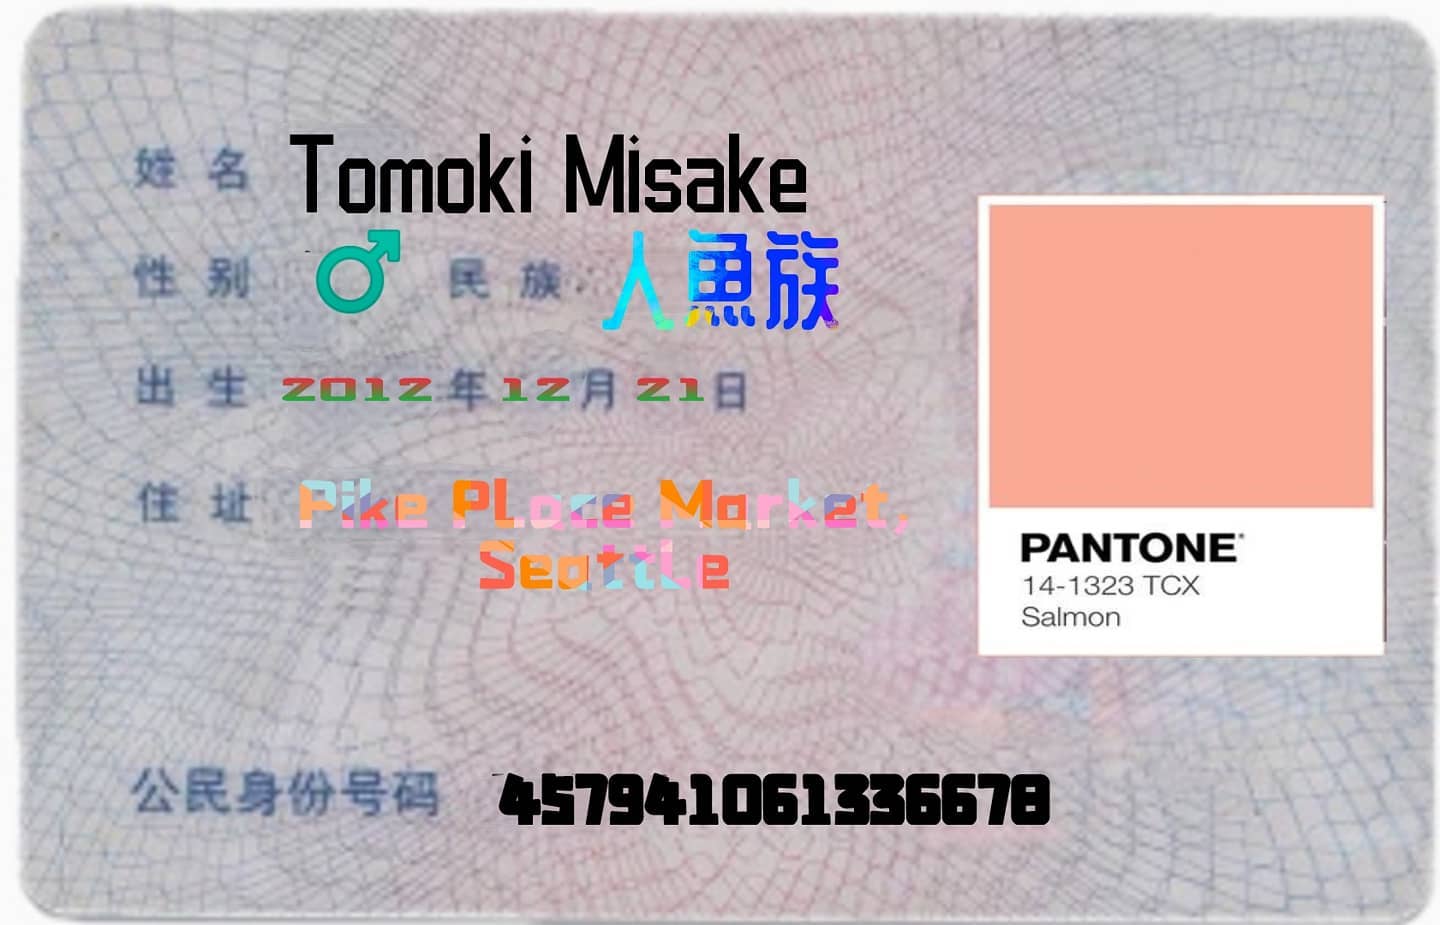 姓名 Tomoki Misake
性别 ♂ 民族 人魚族
出生 2012年12月21日
住址 Pike Place Market,
Seattle
PANTONE®
14-1323 TCX
Salmon
公民身份号码 457941061336678